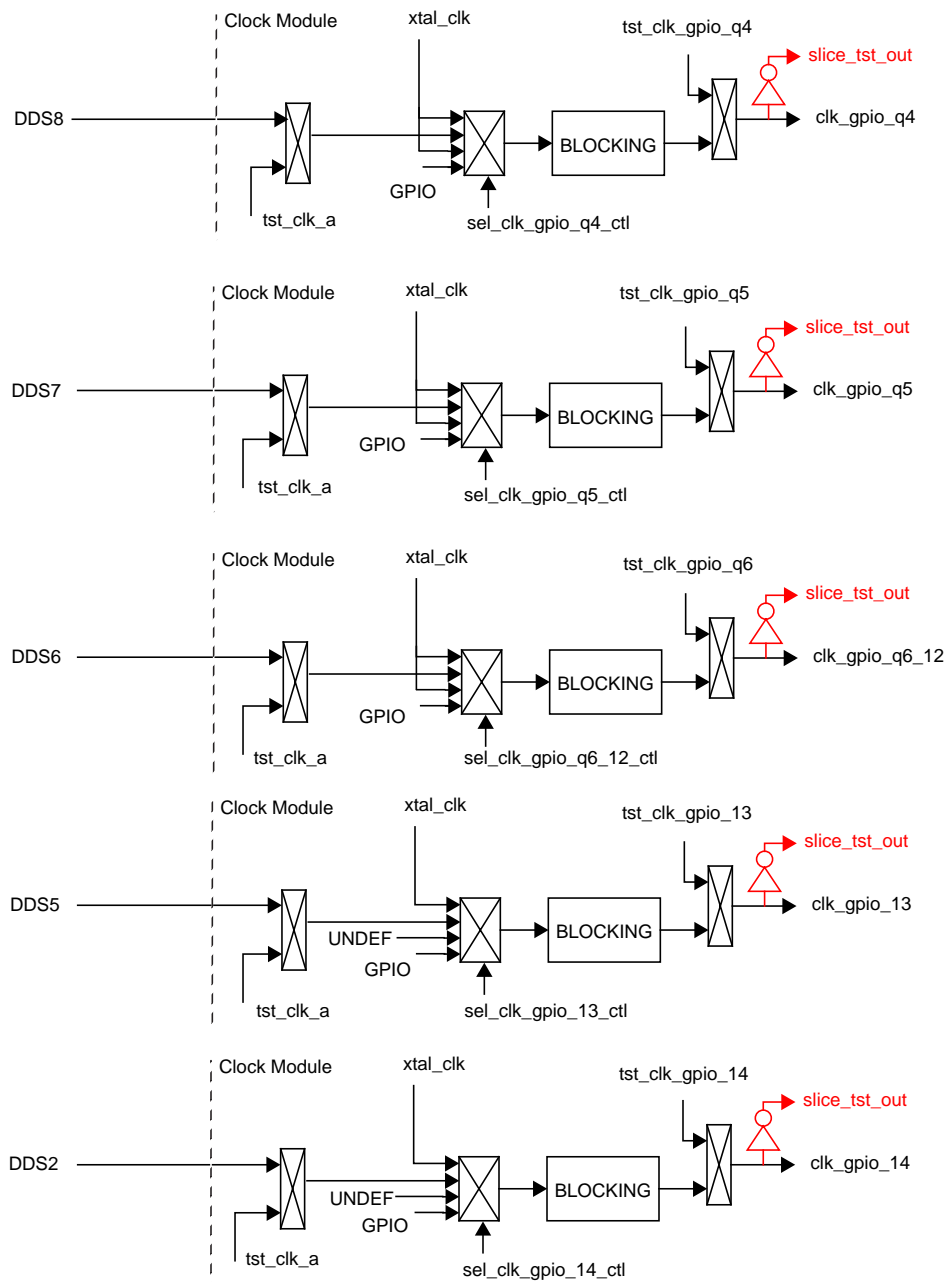 Clock Module
xtal_clk
tst_clk_gpio_q4
slice_tst_out
DDS8
clk_gpio_q4
BLOCKING
GPIO
tst_clk_a
sel_clk_gpio_q4_ctl
Clock Module
xtal_clk
tst_clk_gpio_q5
slice_tst_out
DDS7
clk_gpio_q5
BLOCKING
GPIO
tst_clk_a
sel_clk_gpio_q5_ctl
Clock Module
xtal_clk
tst_clk_gpio_q6
slice_tst_out
DDS6
clk_gpio_q6_12
BLOCKING
GPIO
tst_clk_a
sel_clk_gpio_q6_12_ctl
Clock Module
xtal_clk
tst_clk_gpio_13
slice_tst_out
DDS5
clk_gpio_13
BLOCKING
UNDEF
GPIO
tst_clk_a
sel_clk_gpio_13_ctl
Clock Module
xtal_clk
tst_clk_gpio_14
slice_tst_out
DDS2
clk_gpio_14
BLOCKING
UNDEF
GPIO
tst_clk_a
sel_clk_gpio_14_ctl